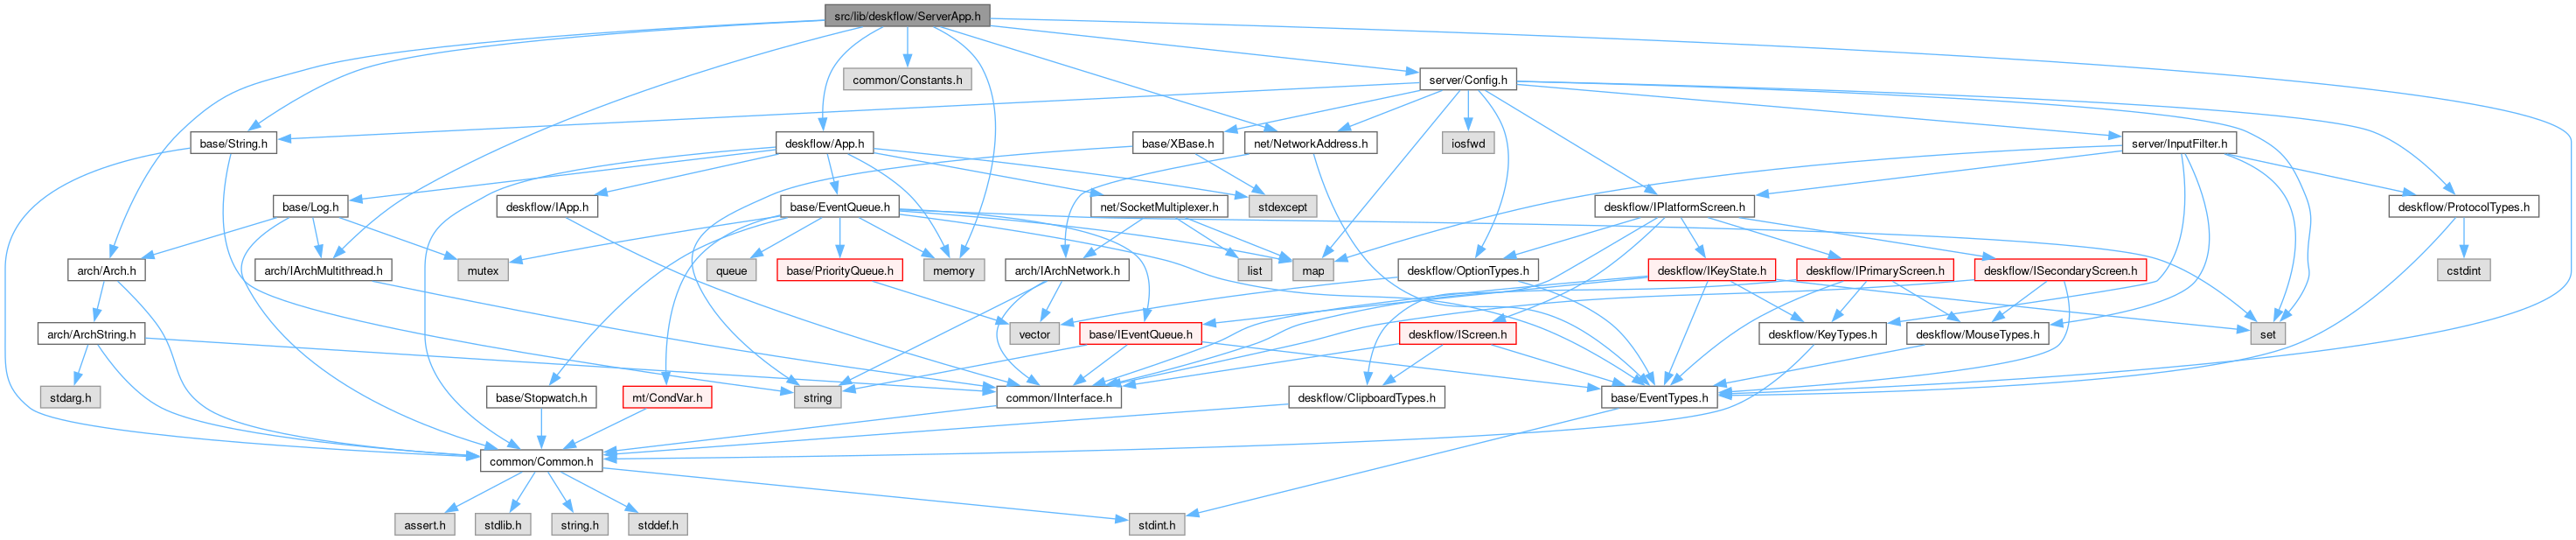 src/lib/deskflow/ServerApp.h
common/Constants.h
server/Config.h
base/String.h
deskflow/App.h
base/XBase.h
net/NetworkAddress.h
iosfwd
server/InputFilter.h
base/Log.h
deskflow/IApp.h
base/EventQueue.h
net/SocketMultiplexer.h
stdexcept
deskflow/IPlatformScreen.h
deskflow/ProtocolTypes.h
arch/Arch.h
arch/IArchMultithread.h
mutex
queue
base/PriorityQueue.h
memory
arch/IArchNetwork.h
list
map
deskflow/OptionTypes.h
deskflow/IKeyState.h
deskflow/IPrimaryScreen.h
deskflow/ISecondaryScreen.h
cstdint
arch/ArchString.h
vector
base/IEventQueue.h
deskflow/IScreen.h
deskflow/KeyTypes.h
deskflow/MouseTypes.h
set
stdarg.h
base/Stopwatch.h
mt/CondVar.h
string
common/IInterface.h
deskflow/ClipboardTypes.h
base/EventTypes.h
common/Common.h
assert.h
stdlib.h
string.h
stddef.h
stdint.h